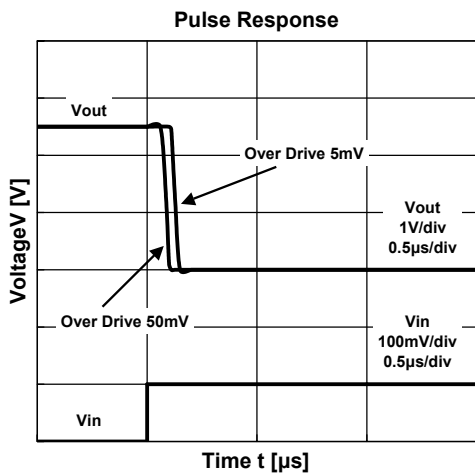 Pulse Response
Vout
Over Drive 5mV
Vout
1V/div
0.5µs/div
Over Drive 50mV
Vin
100mV/div
0.5µs/div
Vin
VoltageV [V]
Time t [µs]